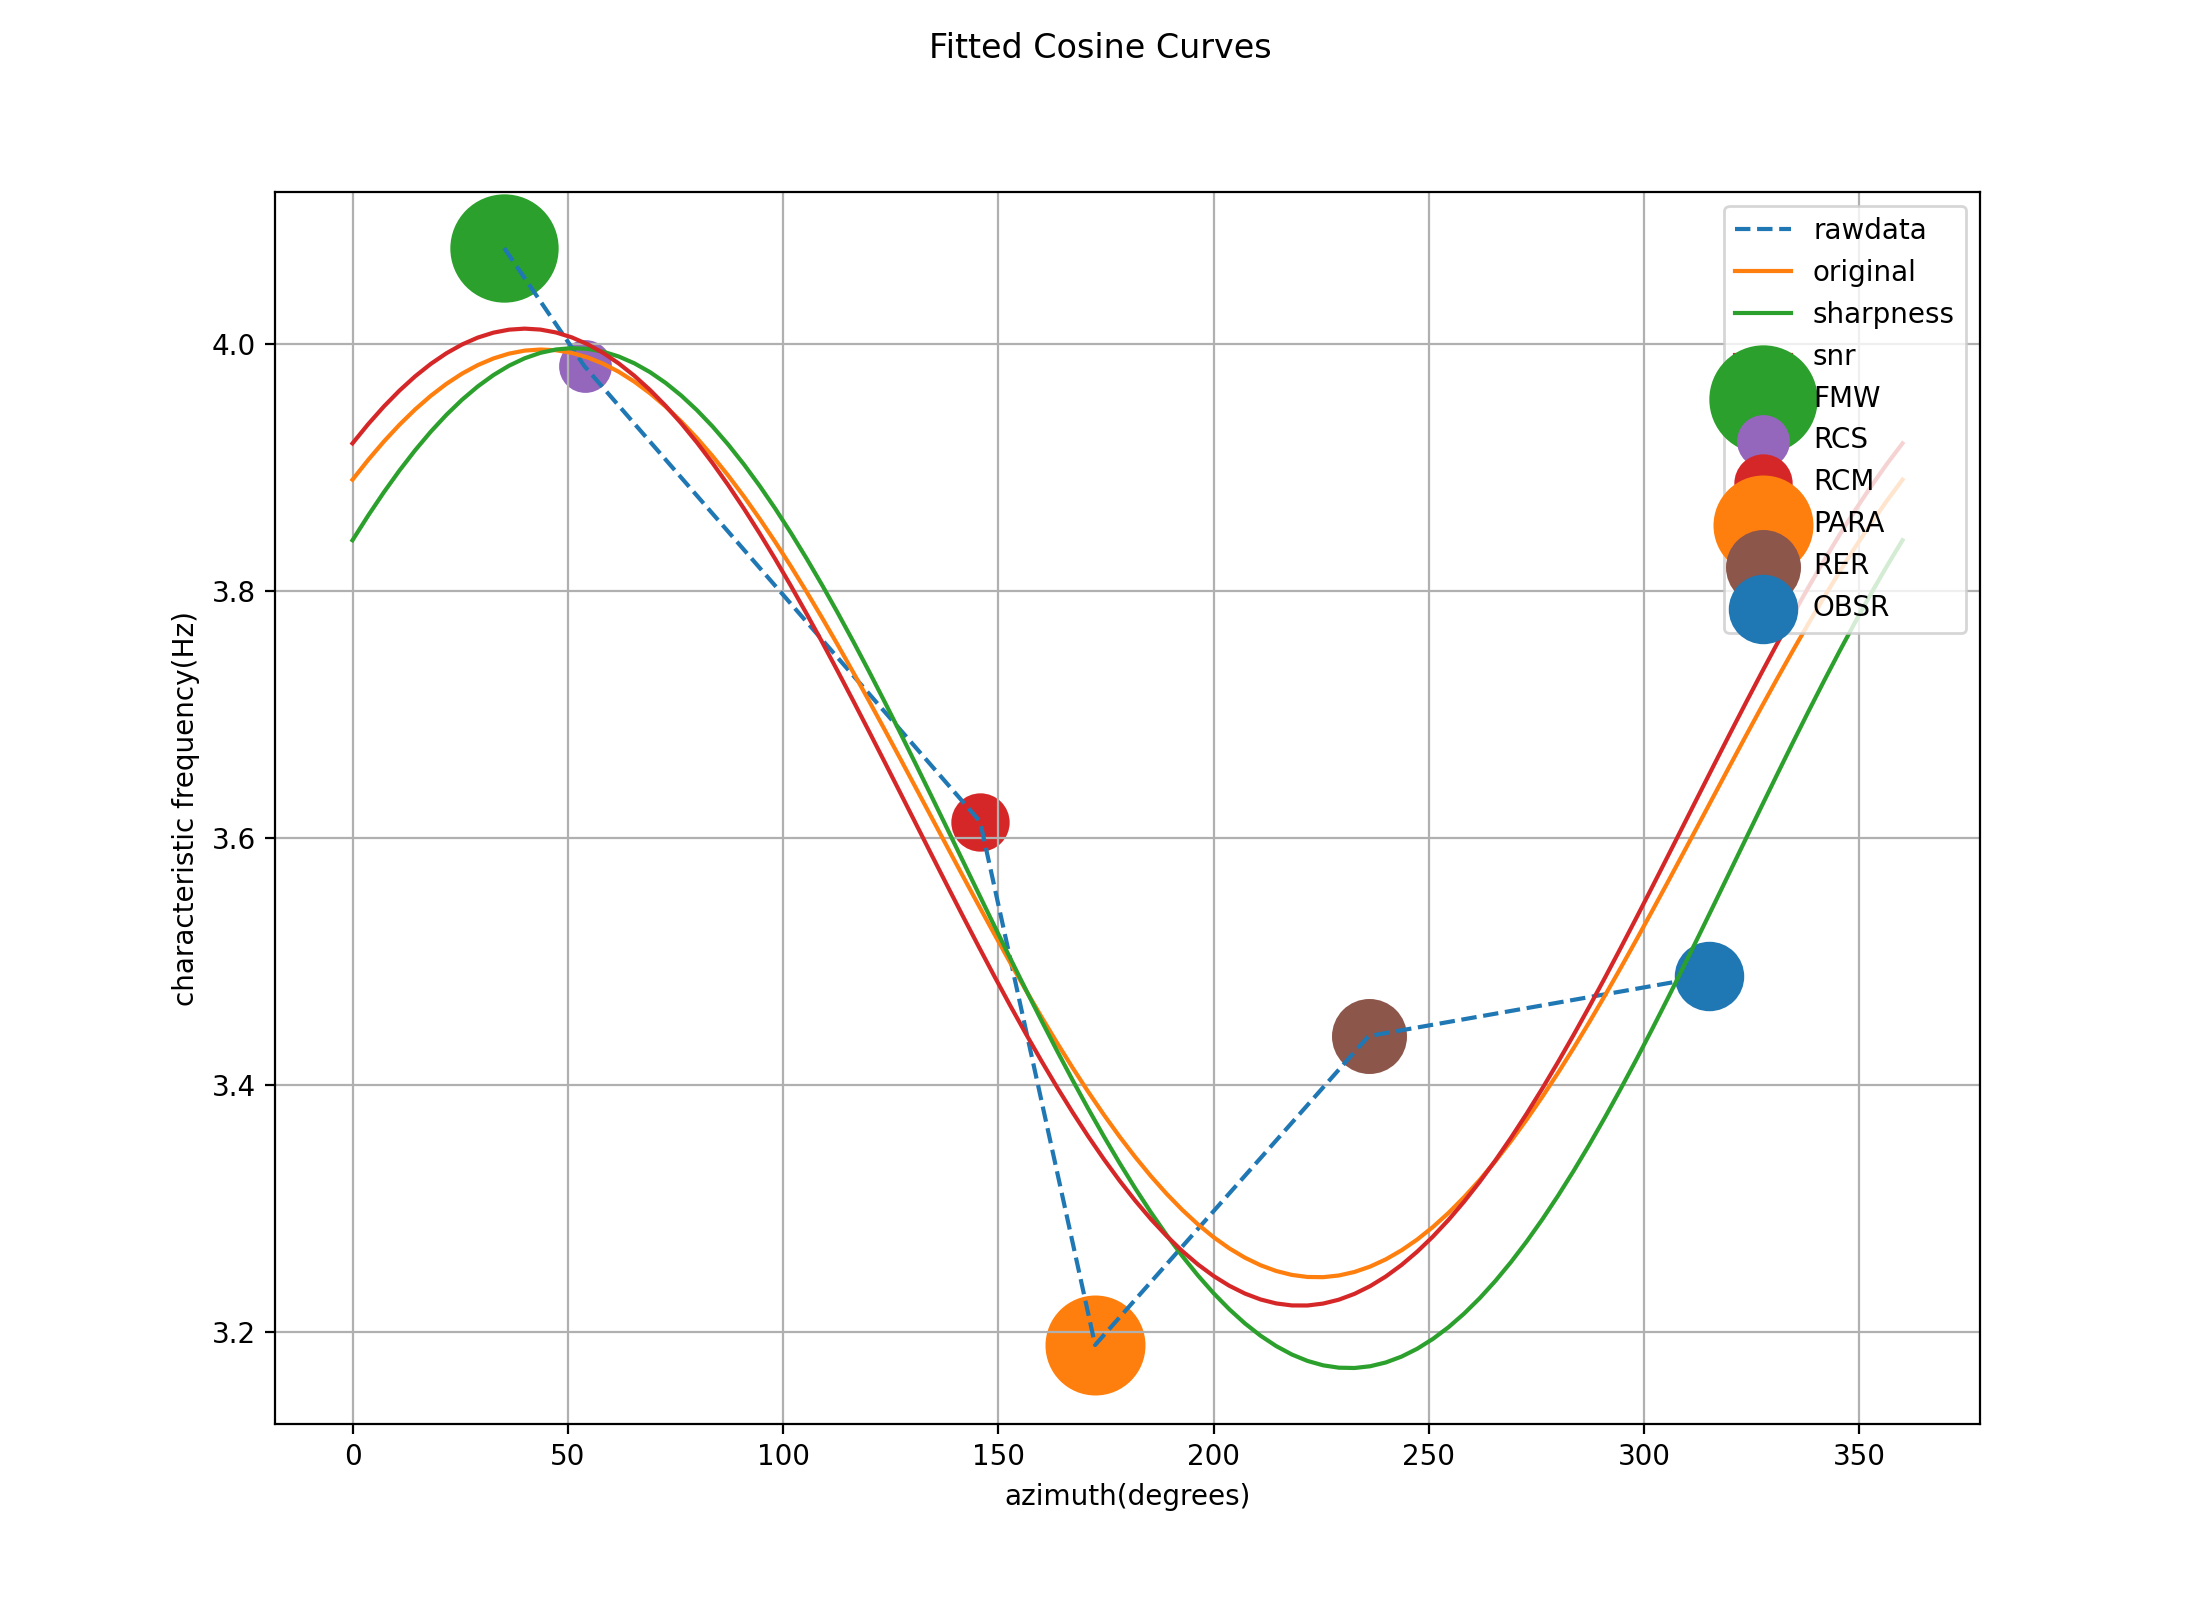 Fitted Cosine Curves
rawdata
original
sharpness
snr
FMW
RCS
RCM
PARA
RER
OBSR
characteristic frequency(Hz)
4.0
3.8
3.6
3.4
3.2
0 50 100 150 200 250 300 350
azimuth(degrees)